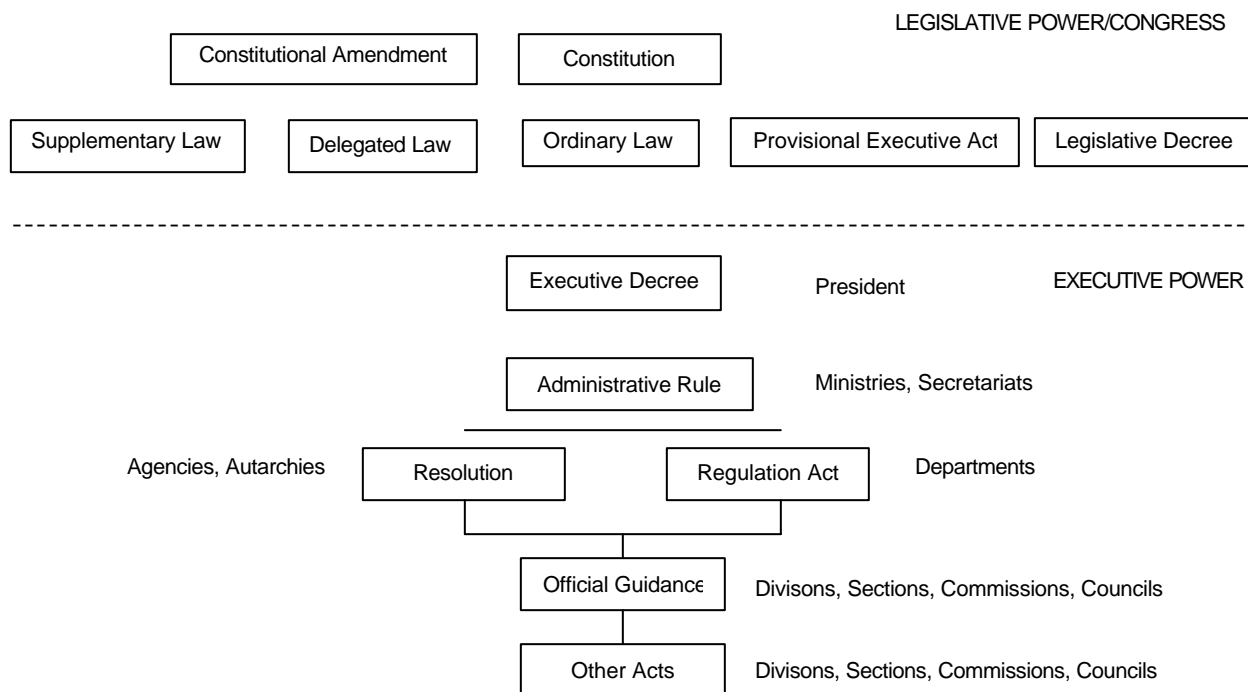 LEGISLATIVE POWER/CONGRESS
Constitutional Amendment
Constitution
Supplementary Law
Delegated Law
Ordinary Law
Provisional Executive Act
Legislative Decree
Executive Decree
President
EXECUTIVE POWER
Administrative Rule
Ministries, Secretariats
Agencies, Autarchies
Resolution
Regulation Act
Departments
Official Guidance
Divisons, Sections, Commissions, Councils
Other Acts
Divisons, Sections, Commissions, Councils